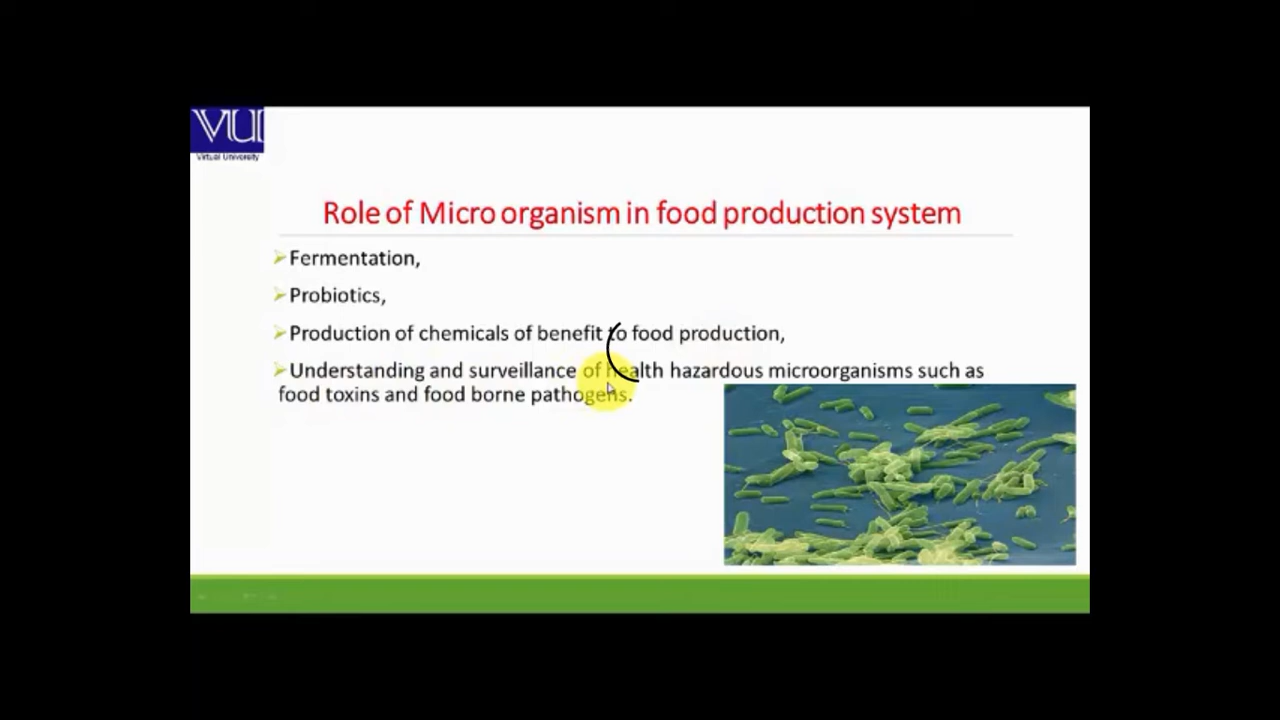 VU
Virtual University
Role of Micro organism in food production system
Fermentation,
Probiotics,
Production of chemicals of benefit to food production,
Understanding and surveillance of health hazardous microorganisms such as
food toxins and food borne pathogens.